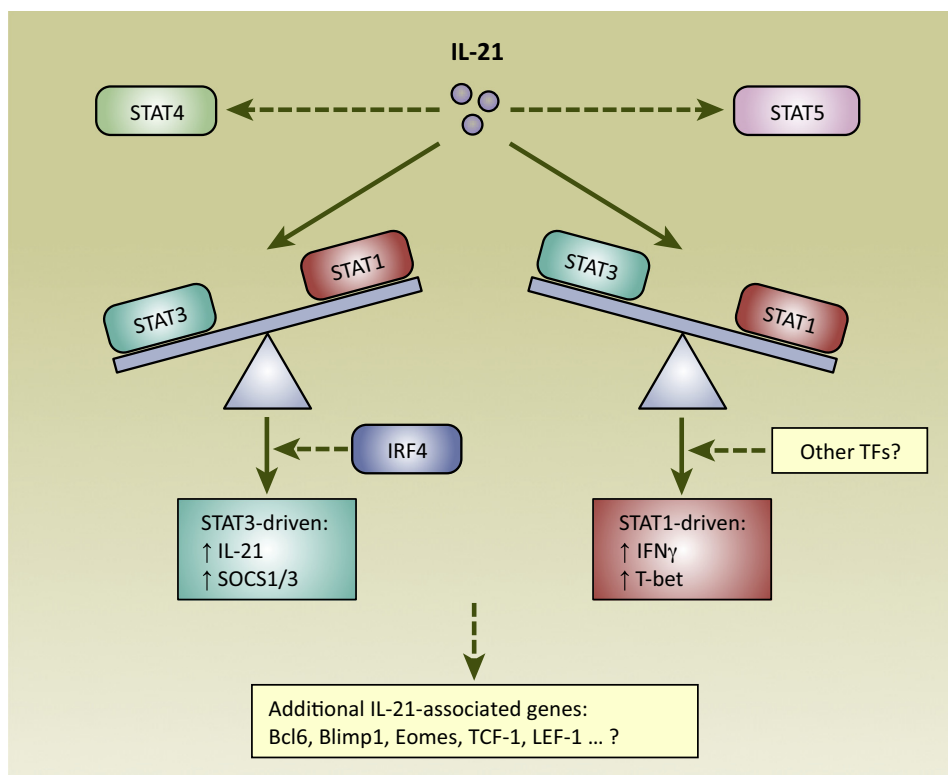 IL-21
STAT4
STAT5
STAT3
STAT1
STAT3
STAT1
IRF4
Other TFs?
STAT3-driven:
↑ IL-21
↑ SOCS1/3
STAT1-driven:
↑ IFNγ
↑ T-bet
Additional IL-21-associated genes:
Bcl6, Blimp1, Eomes, TCF-1, LEF-1 ... ?